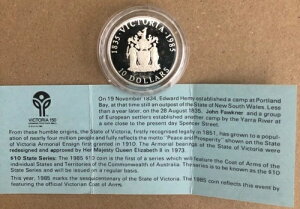 1835 · VICTORIA · 1985
10 DOLLARS
VICTORIA 150
On 19 November 1834, Edward Henty established a camp at Portland
Bay, at that time still an outpost of the State of New South Wales. Less
than a year later, on the 28 August 1835, John Fawkner and a group
of European settlers established another camp by the Yarra River at
a site close to the present day Spencer Street.
From these humble origins, the State of Victoria, firstly recognised legally in 1851, has grown to a popul-
ation of nearly four million people and fully reflects the motto "Peace and Prosperity" shown on the State
of Victoria Armorial Ensign first granted in 1910. The Armorial bearings of the State of Victoria were
redesigned and approved by Her Majesty Queen Elizabeth II in 1973.
$10 State Series: The 1985 $10 coin is the first of a series which will feature the Coat of Arms of the
individual States and Territories of the Commonwealth of Australia. The series is to be known as the $10
State Series and will be issued on a regular basis.
This year, 1985, marks the anniversary of the State of Victoria. The 1985 coin reflects this event by
featuring the official Victorian Coat of Arms.